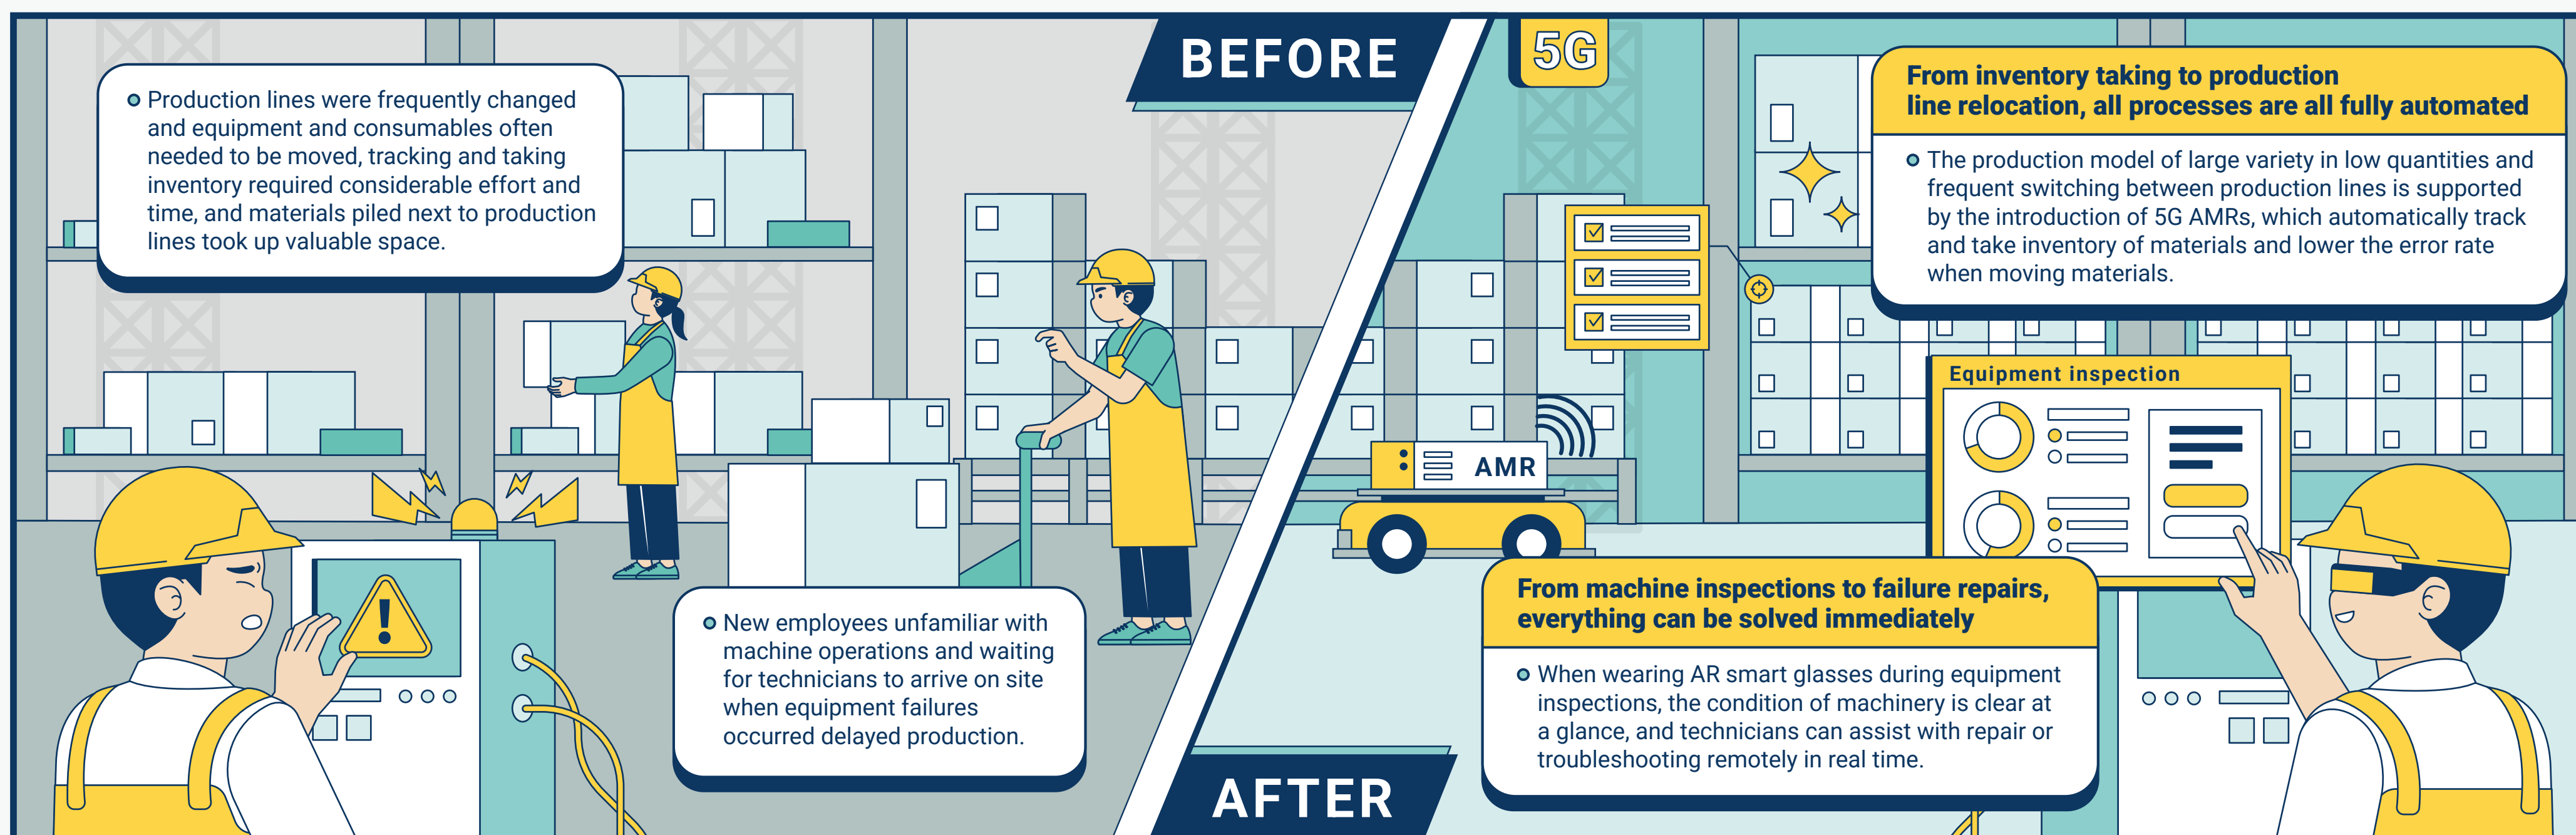 BEFORE
Production lines were frequently changed
and equipment and consumables often
needed to be moved, tracking and taking
inventory required considerable effort and
time, and materials piled next to production
lines took up valuable space.
New employees unfamiliar with
machine operations and waiting
for technicians to arrive on site
when equipment failures
occurred delayed production.
!
AFTER
5G
From inventory taking to production
line relocation, all processes are all fully automated
The production model of large variety in low quantities and
frequent switching between production lines is supported
by the introduction of 5G AMRs, which automatically track
and take inventory of materials and lower the error rate
when moving materials.
Equipment inspection
AMR
From machine inspections to failure repairs,
everything can be solved immediately
When wearing AR smart glasses during equipment
inspections, the condition of machinery is clear at
a glance, and technicians can assist with repair or
troubleshooting remotely in real time.